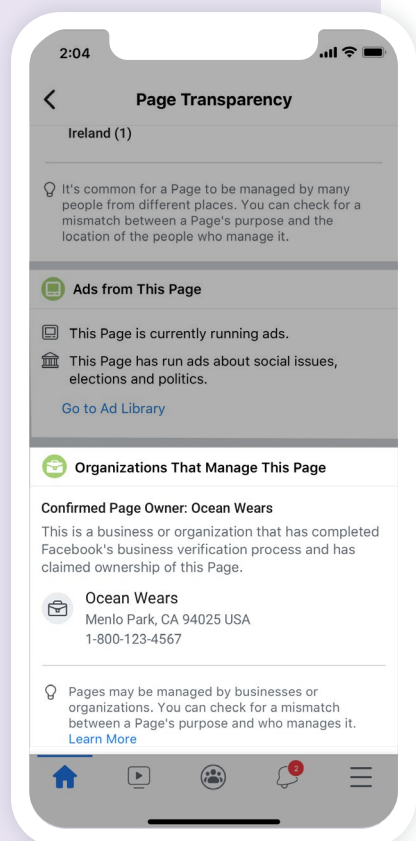 2:04
Page Transparency
Ireland (1)
It's common for a Page to be managed by many
people from different places. You can check for a
mismatch between a Page's purpose and the
location of the people who manage it.
Ads from This Page
This Page is currently running ads.
This Page has run ads about social issues,
elections and politics.
Go to Ad Library
Organizations That Manage This Page
Confirmed Page Owner: Ocean Wears
This is a business or organization that has completed
Facebook's business verification process and has
claimed ownership of this Page.
Ocean Wears
Menlo Park, CA 94025 USA
1-800-123-4567
Pages may be managed by businesses or
organizations. You can check for a mismatch
between a Page's purpose and who manages it.
Learn More
2